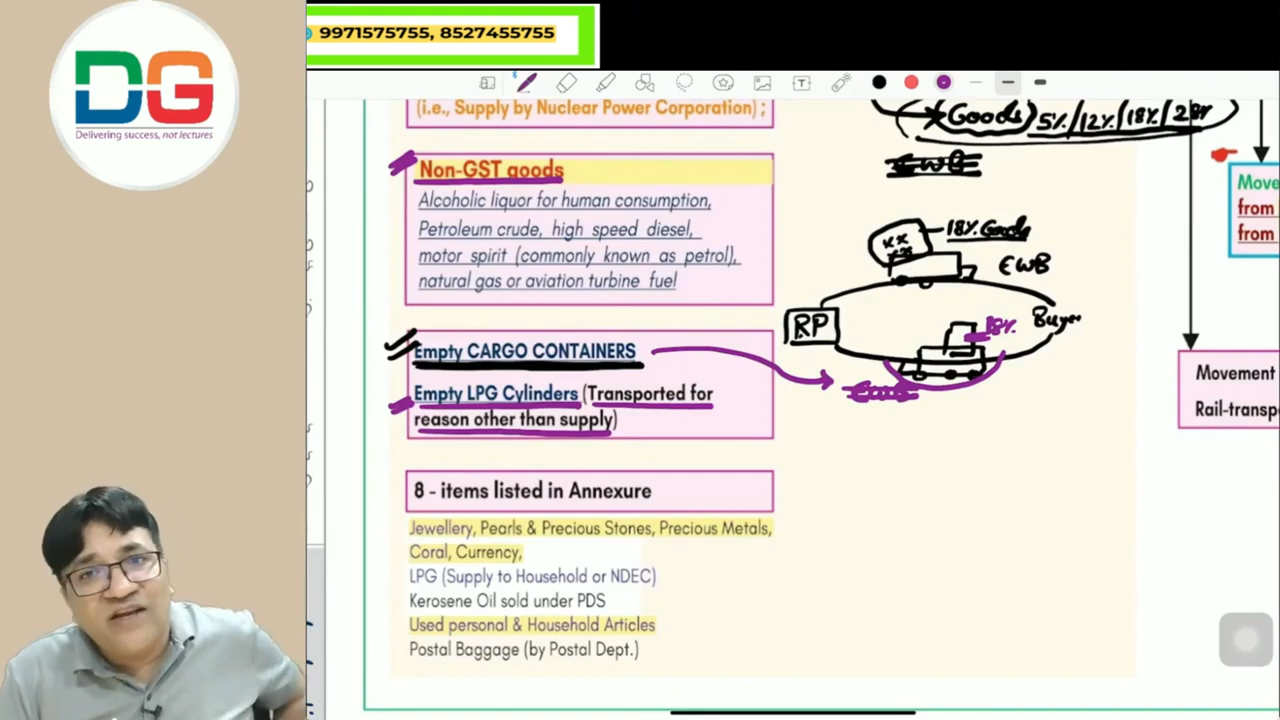 9971575755, 8527455755
DG
Delivering success, not lectures
(i.e., Supply by Nuclear Power Corporation) ;
Non-GST goods
Alcoholic liquor for human consumption,
Petroleum crude, high speed diesel,
motor spirit (commonly known as petrol),
natural gas or aviation turbine fuel
Empty CARGO CONTAINERS
Empty LPG Cylinders (Transported for
reason other than supply)
8 - items listed in Annexure
Jewellery, Pearls & Precious Stones, Precious Metals,
Coral, Currency,
LPG (Supply to Household or NDEC)
Kerosene Oil sold under PDS
Used personal & Household Articles
Postal Baggage (by Postal Dept.)
Goods 5%/12%/18%/28%
EWB
18% Goods
EWB
RP
18%
Buyer
Move
from
from
Movement
Rail-transp